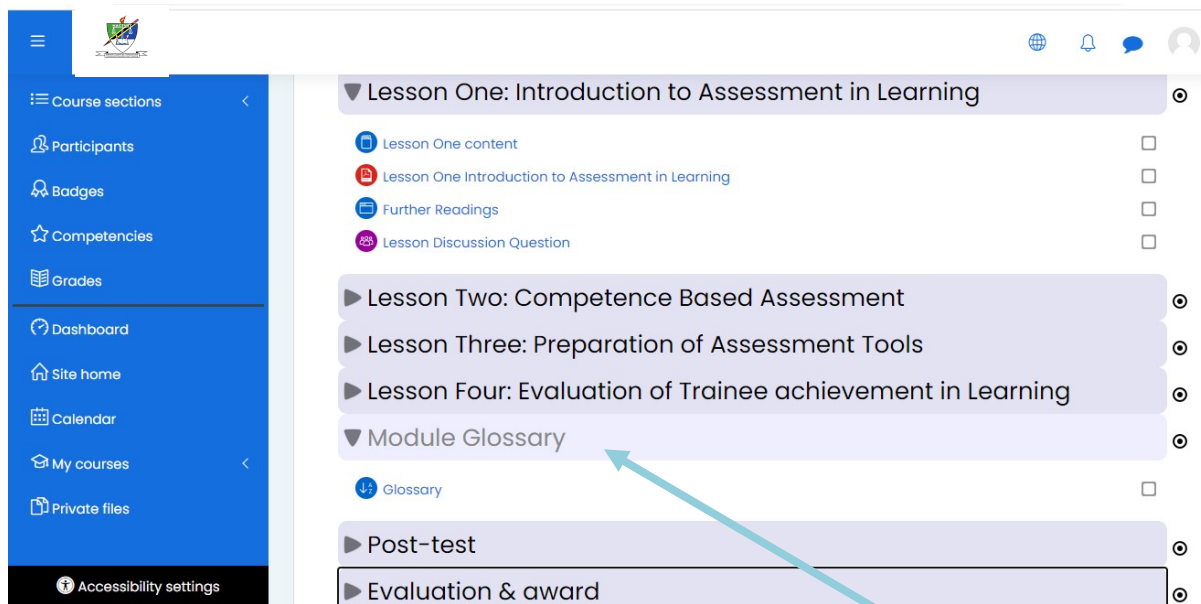 Course sections
Participants
Badges
Competencies
Grades
Dashboard
Site home
Calendar
My courses
Private files
Accessibility settings
Lesson One: Introduction to Assessment in Learning
Lesson One content
Lesson One Introduction to Assessment in Learning
Further Readings
Lesson Discussion Question
Lesson Two: Competence Based Assessment
Lesson Three: Preparation of Assessment Tools
Lesson Four: Evaluation of Trainee achievement in Learning
Module Glossary
Glossary
Post-test
Evaluation & award